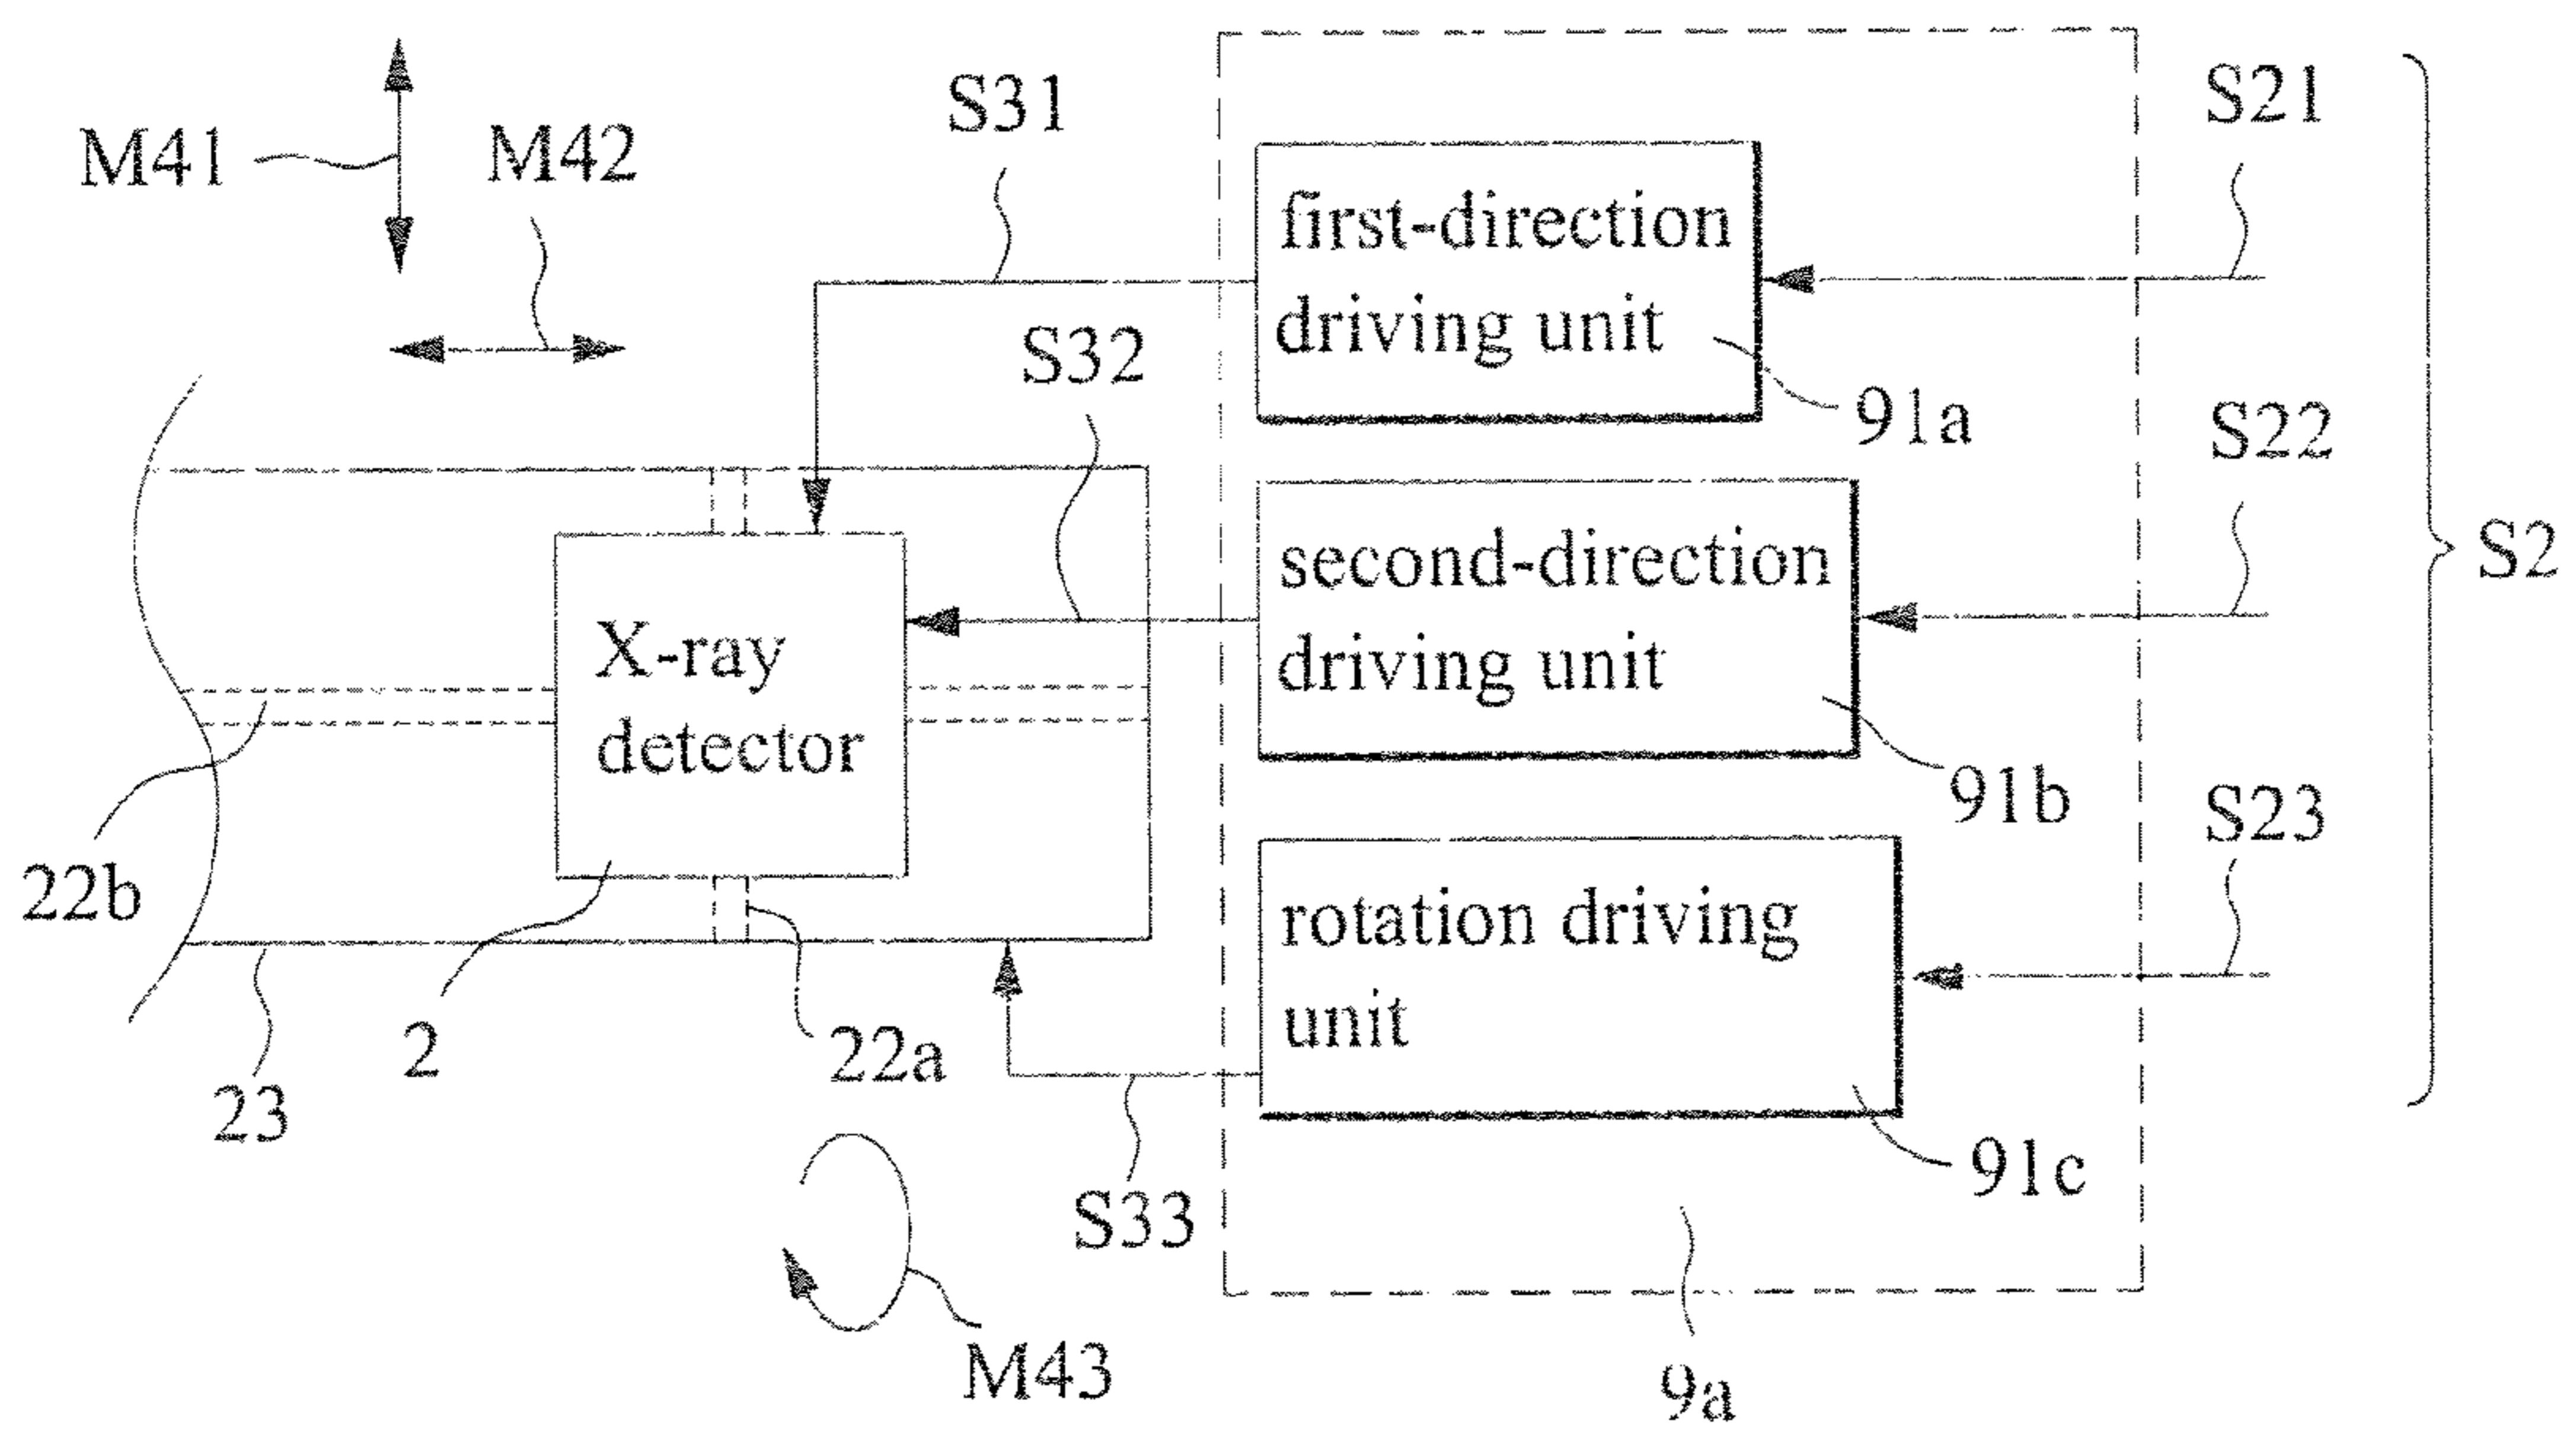 S31
S21
M41
M42
first-direction
driving unit
S32
91a
S22
second-direction
driving unit
S2
X-ray
detector
91b
S23
22b
rotation driving
unit
2
22a
23
91c
S33
M43
9a